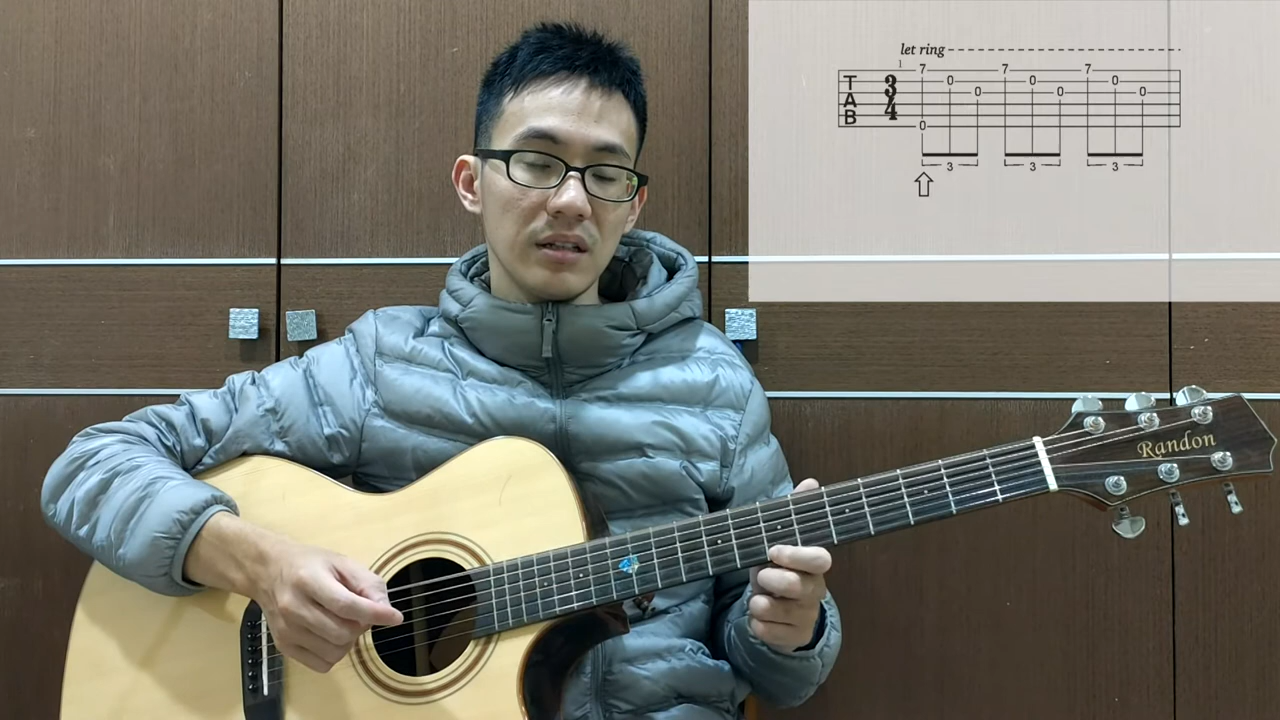 let ring
1
7 7 7
T 3 0 0 0
A 4 0 0 0
B
0
3 3 3
Randon